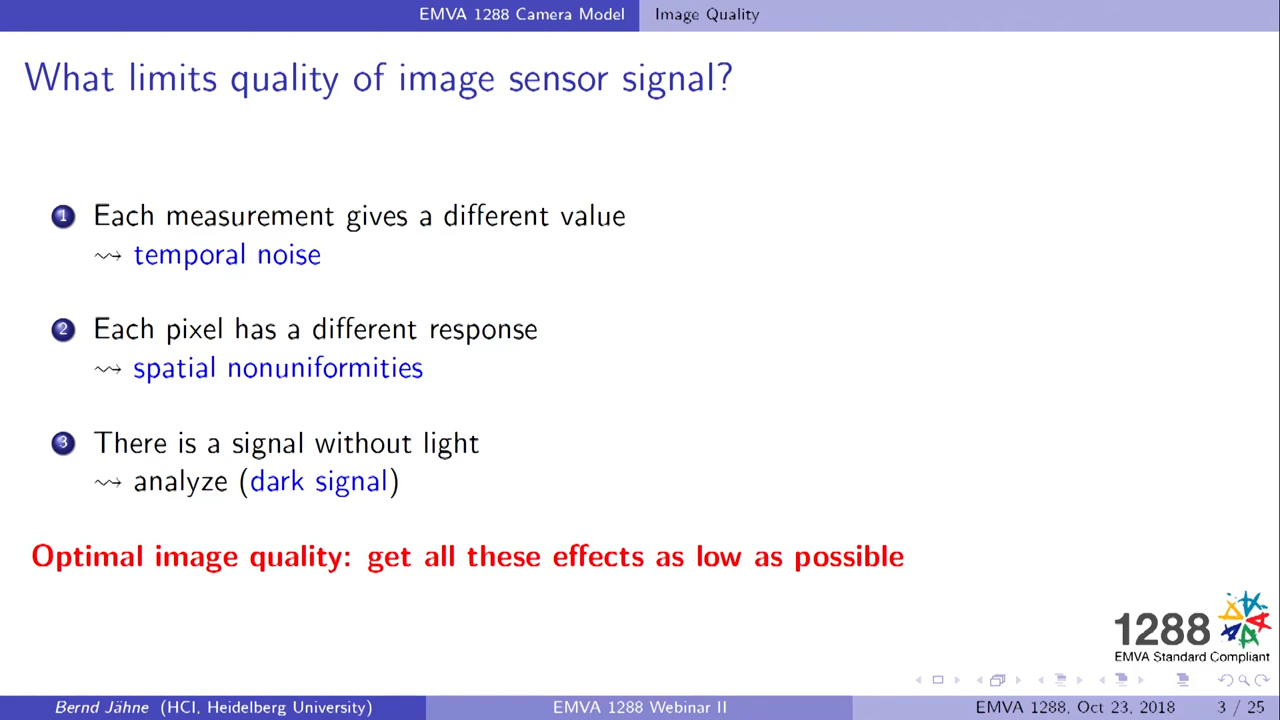 EMVA 1288 Camera Model Image Quality
What limits quality of image sensor signal?
1 Each measurement gives a different value
⇝ temporal noise
2 Each pixel has a different response
⇝ spatial nonuniformities
3 There is a signal without light
⇝ analyze (dark signal)
Optimal image quality: get all these effects as low as possible
1288
EMVA Standard Compliant
Bernd Jähne (HCI, Heidelberg University) EMVA 1288 Webinar II EMVA 1288, Oct 23, 2018 3 / 25